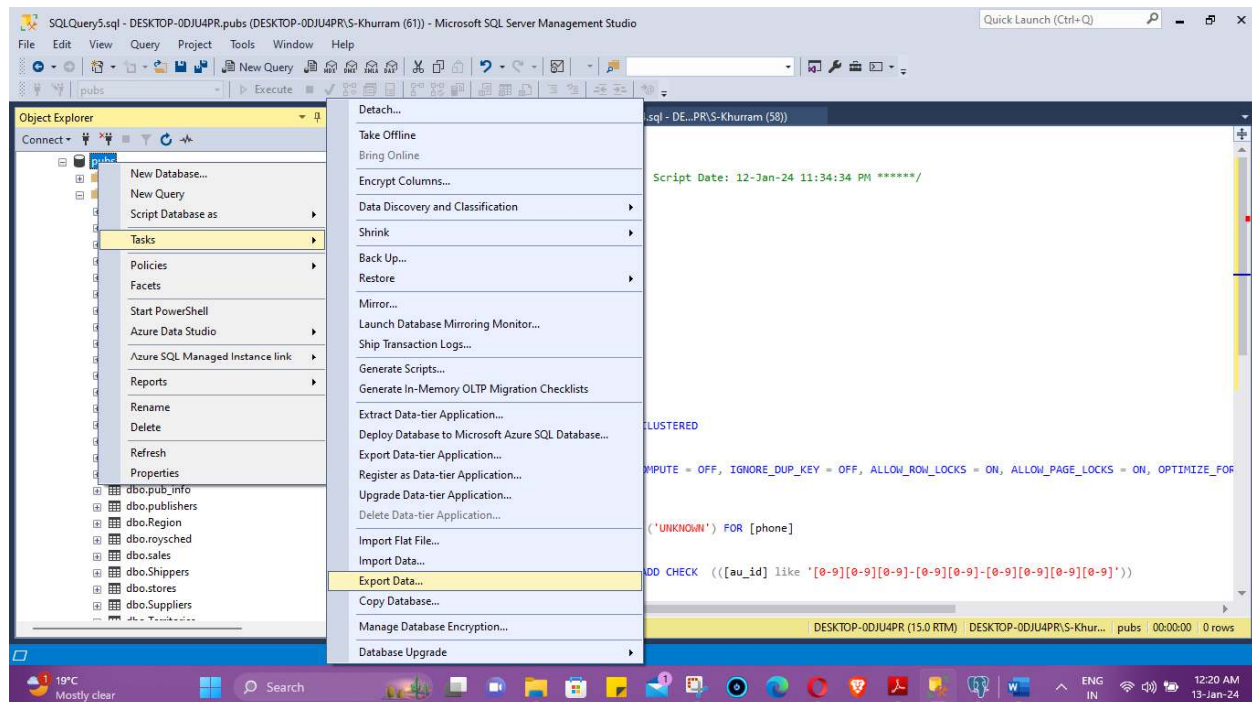 SQLQuery5.sql - DESKTOP-0DJU4PR.pubs (DESKTOP-0DJU4PR\S-Khurram (61)) - Microsoft SQL Server Management Studio
Quick Launch (Ctrl+Q)
File Edit View Query Project Tools Window Help
New Query
MDX DMX XMLA DAX
pubs
Execute
Object Explorer
Connect
pubs
New Database...
New Query
Script Database as
Tasks
Policies
Facets
Start PowerShell
Azure Data Studio
Azure SQL Managed Instance link
Reports
Rename
Delete
Refresh
Properties
dbo.pub_info
dbo.publishers
dbo.Region
dbo.roysched
dbo.sales
dbo.Shippers
dbo.stores
dbo.Suppliers
dbo.Territories
Detach...
Take Offline
Bring Online
Encrypt Columns...
Data Discovery and Classification
Shrink
Back Up...
Restore
Mirror...
Launch Database Mirroring Monitor...
Ship Transaction Logs...
Generate Scripts...
Generate In-Memory OLTP Migration Checklists
Extract Data-tier Application...
Deploy Database to Microsoft Azure SQL Database...
Export Data-tier Application...
Register as Data-tier Application...
Upgrade Data-tier Application...
Delete Data-tier Application...
Import Flat File...
Import Data...
Export Data...
Copy Database...
Manage Database Encryption...
Database Upgrade
.sql - DE...PR\S-Khurram (58))
Script Date: 12-Jan-24 11:34:34 PM ******/
CLUSTERED
OMPUTE = OFF, IGNORE_DUP_KEY = OFF, ALLOW_ROW_LOCKS = ON, ALLOW_PAGE_LOCKS = ON, OPTIMIZE_FOR
('UNKNOWN') FOR [phone]
ADD CHECK (([au_id] like '[0-9][0-9][0-9]-[0-9][0-9]-[0-9][0-9][0-9][0-9]'))
DESKTOP-0DJU4PR (15.0 RTM) DESKTOP-0DJU4PR\S-Khur... pubs 00:00:00 0 rows
1
19°C
Mostly clear
Search
1
ENG
IN
12:20 AM
13-Jan-24